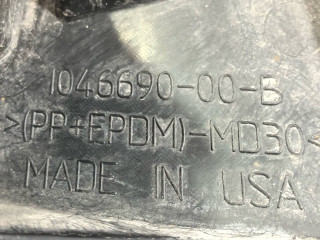 1046690-00-B
>(PP+EPDM)-MD30<
MADE IN USA